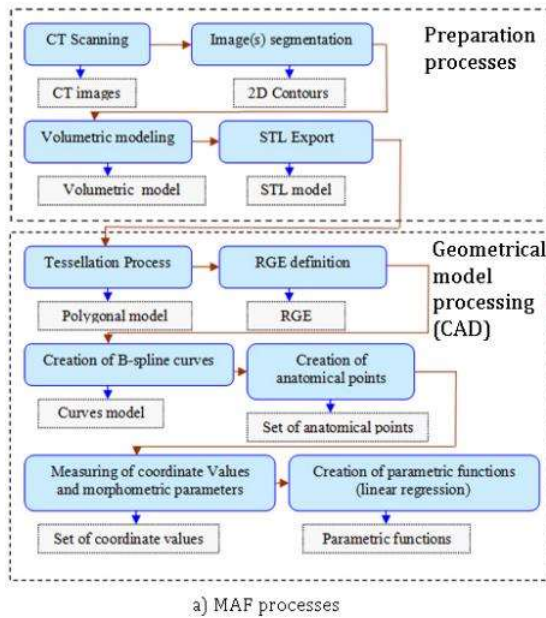 CT Scanning
Image(s) segmentation
Preparation
processes
CT images
2D Contours
Volumetric modeling
STL Export
Volumetric model
STL model
Tessellation Process
RGE definition
Geometrical
model
processing
(CAD)
Polygonal model
RGE
Creation of B-spline curves
Creation of
anatomical points
Curves model
Set of anatomical points
Measuring of coordinate Values
and morphometric parameters
Creation of parametric functions
(linear regression)
Set of coordinate values
Parametric functions
a) MAF processes